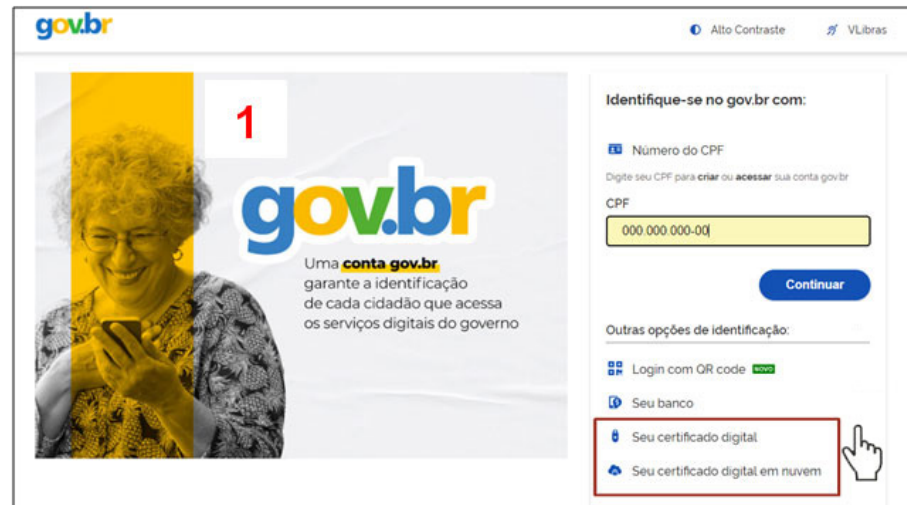 gov.br
Alto Contraste
VLibras
1
gov.br
Uma conta gov.br
garante a identificação
de cada cidadão que acessa
os serviços digitais do governo
Identifique-se no gov.br com:
Número do CPF
Digite seu CPF para criar ou acessar sua conta gov.br
CPF
000.000.000-00
Continuar
Outras opções de identificação:
Login com QR code NOVO
Seu banco
Seu certificado digital
Seu certificado digital em nuvem